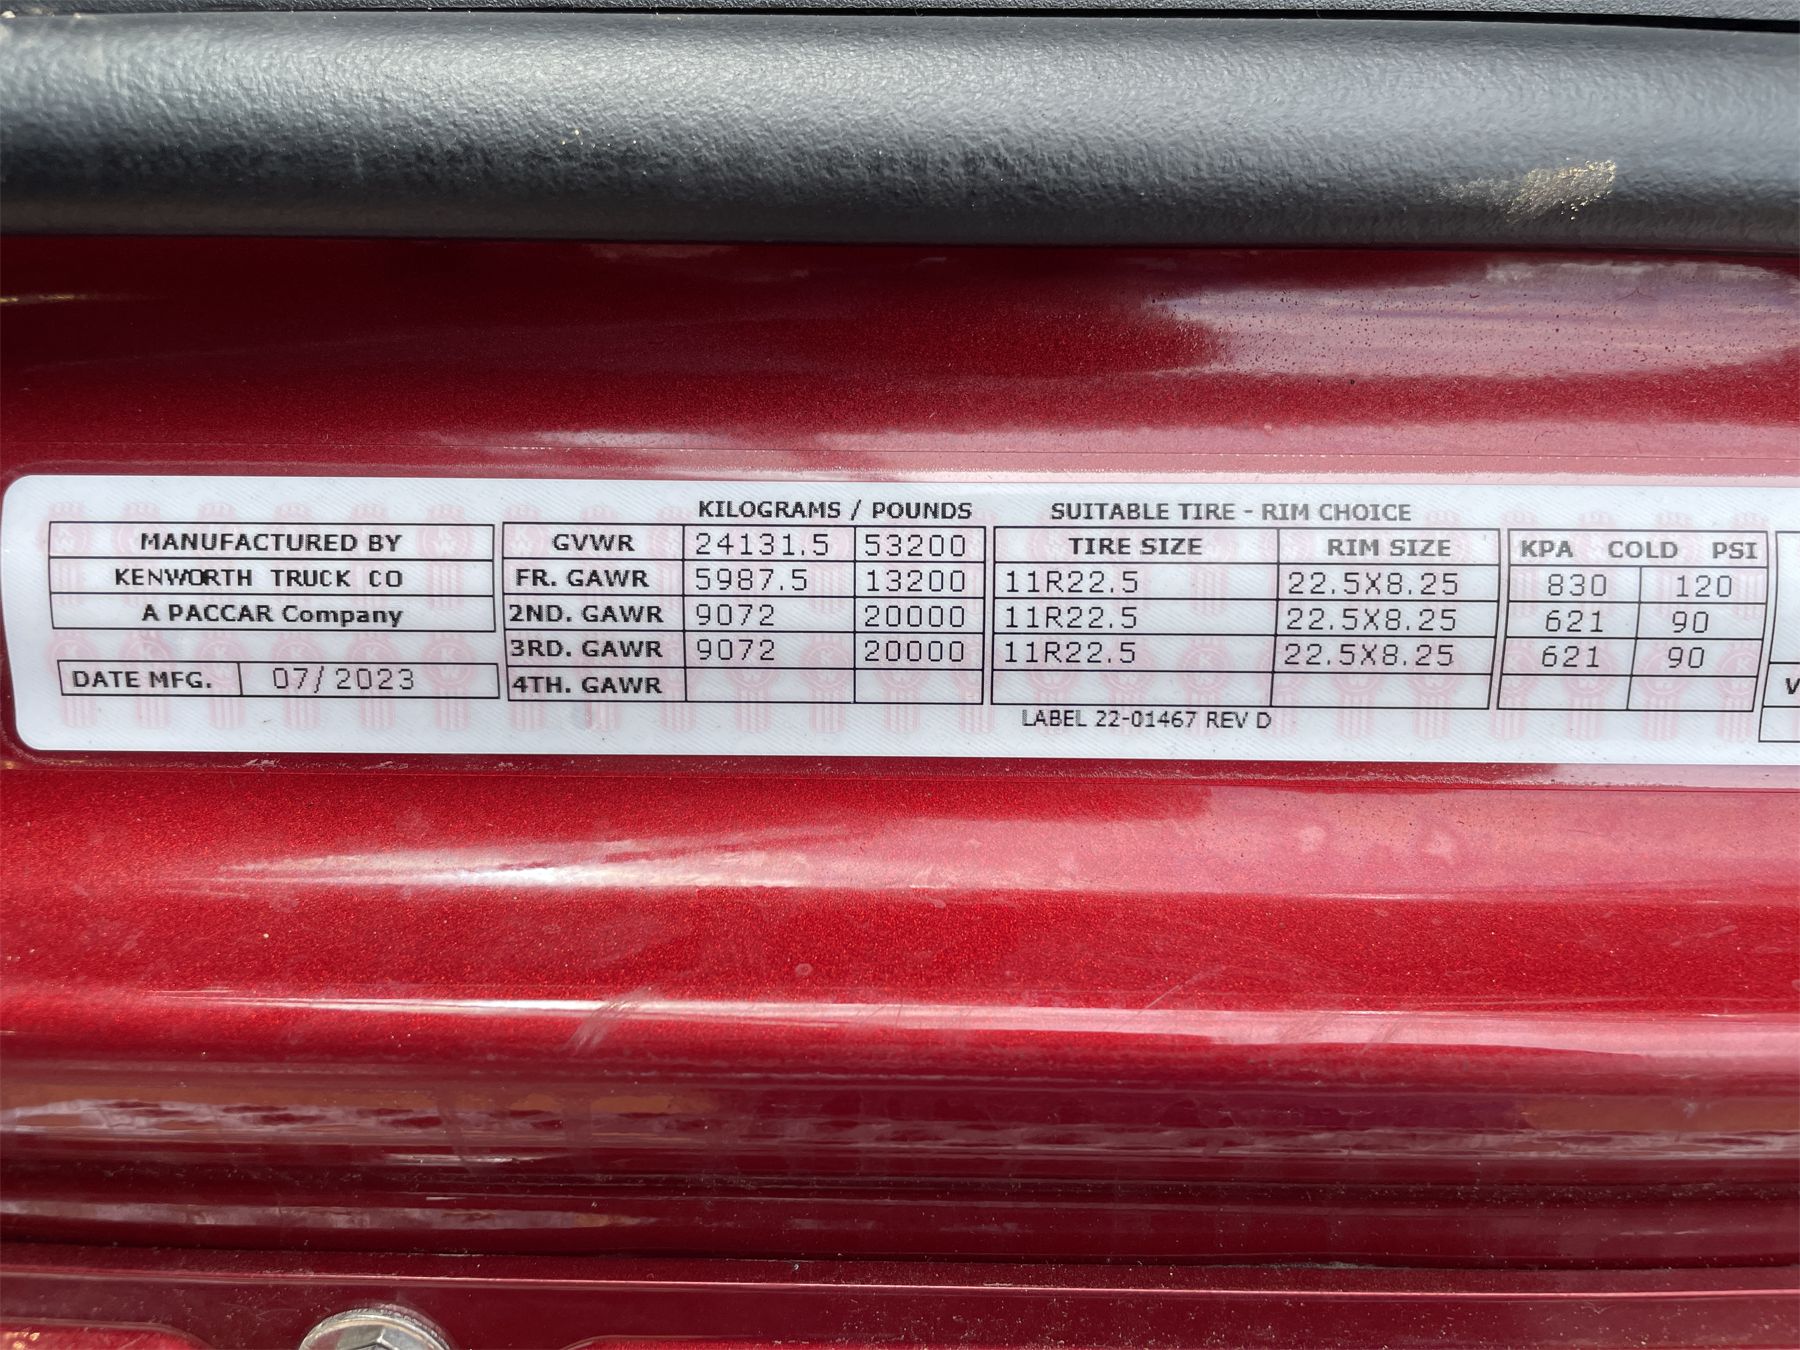 KILOGRAMS / POUNDS SUITABLE TIRE - RIM CHOICE
MANUFACTURED BY GVWR 24131.5 53200 TIRE SIZE RIM SIZE KPA COLD PSI
KENWORTH TRUCK CO FR. GAWR 5987.5 13200 11R22.5 22.5X8.25 830 120
A PACCAR Company 2ND. GAWR 9072 20000 11R22.5 22.5X8.25 621 90
3RD. GAWR 9072 20000 11R22.5 22.5X8.25 621 90
DATE MFG. 07/2023 4TH. GAWR
LABEL 22-01467 REV D